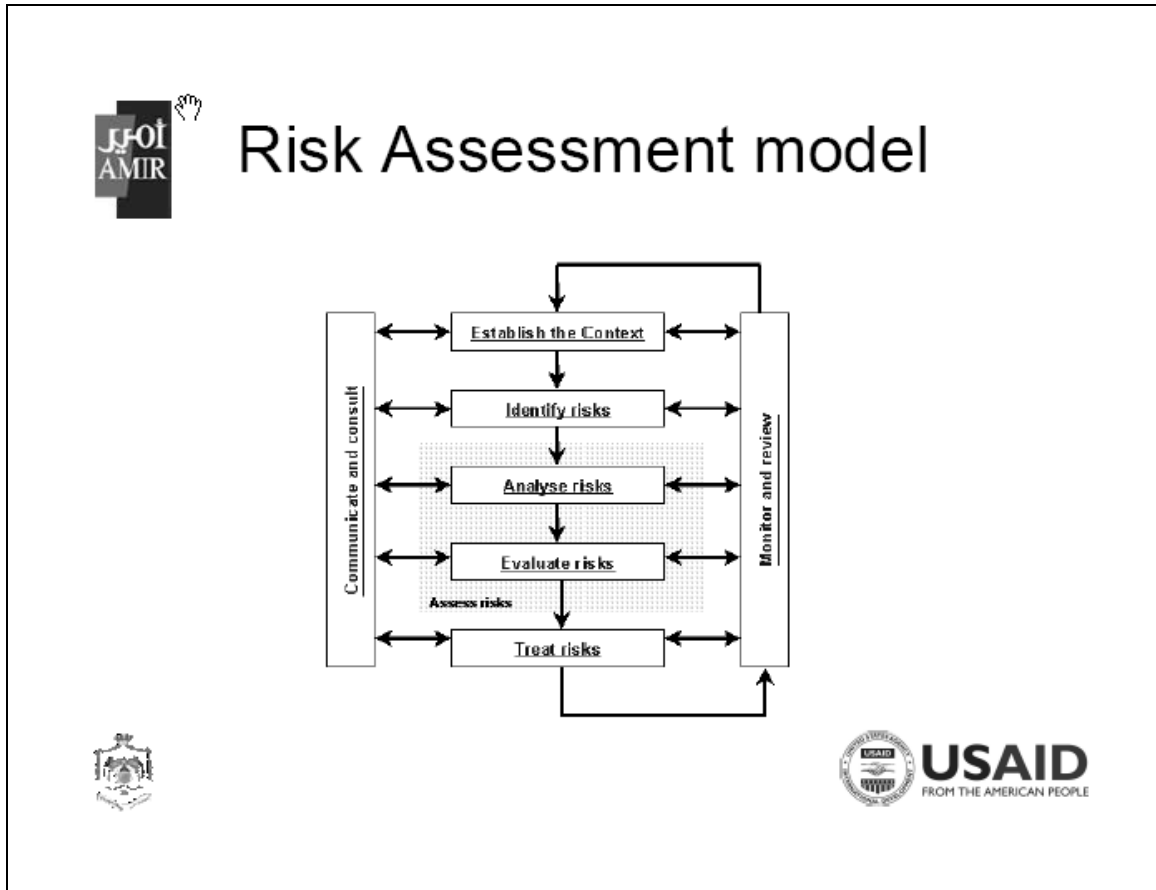 أمير
AMIR
Risk Assessment model
Establish the Context
Identify risks
Analyse risks
Evaluate risks
Assess risks
Treat risks
Communicate and consult
Monitor and review
USAID
USAID
FROM THE AMERICAN PEOPLE